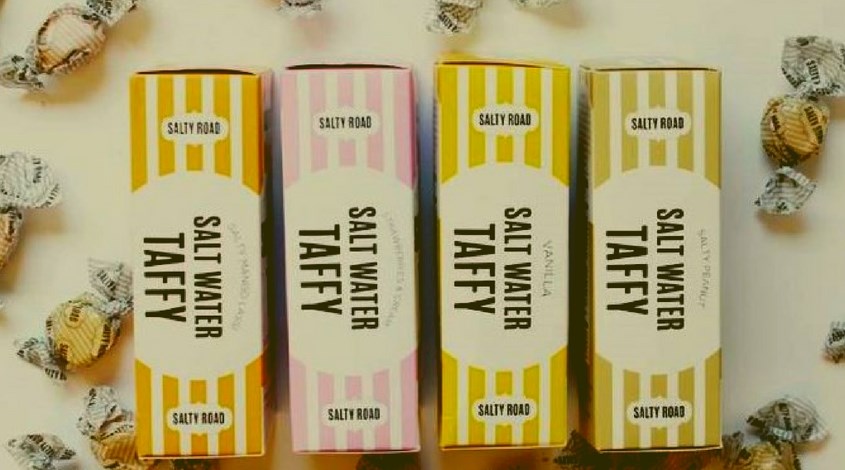 SALTY ROAD
SALTY MANGO LASSI
SALT WATER
TAFFY
SALTY ROAD
SALTY ROAD
STRAWBERRIES & CREAM
SALT WATER
TAFFY
SALTY ROAD
SALTY ROAD
VANILLA
SALT WATER
TAFFY
SALTY ROAD
SALTY ROAD
SALTY PEANUT
SALT WATER
TAFFY
SALTY ROAD